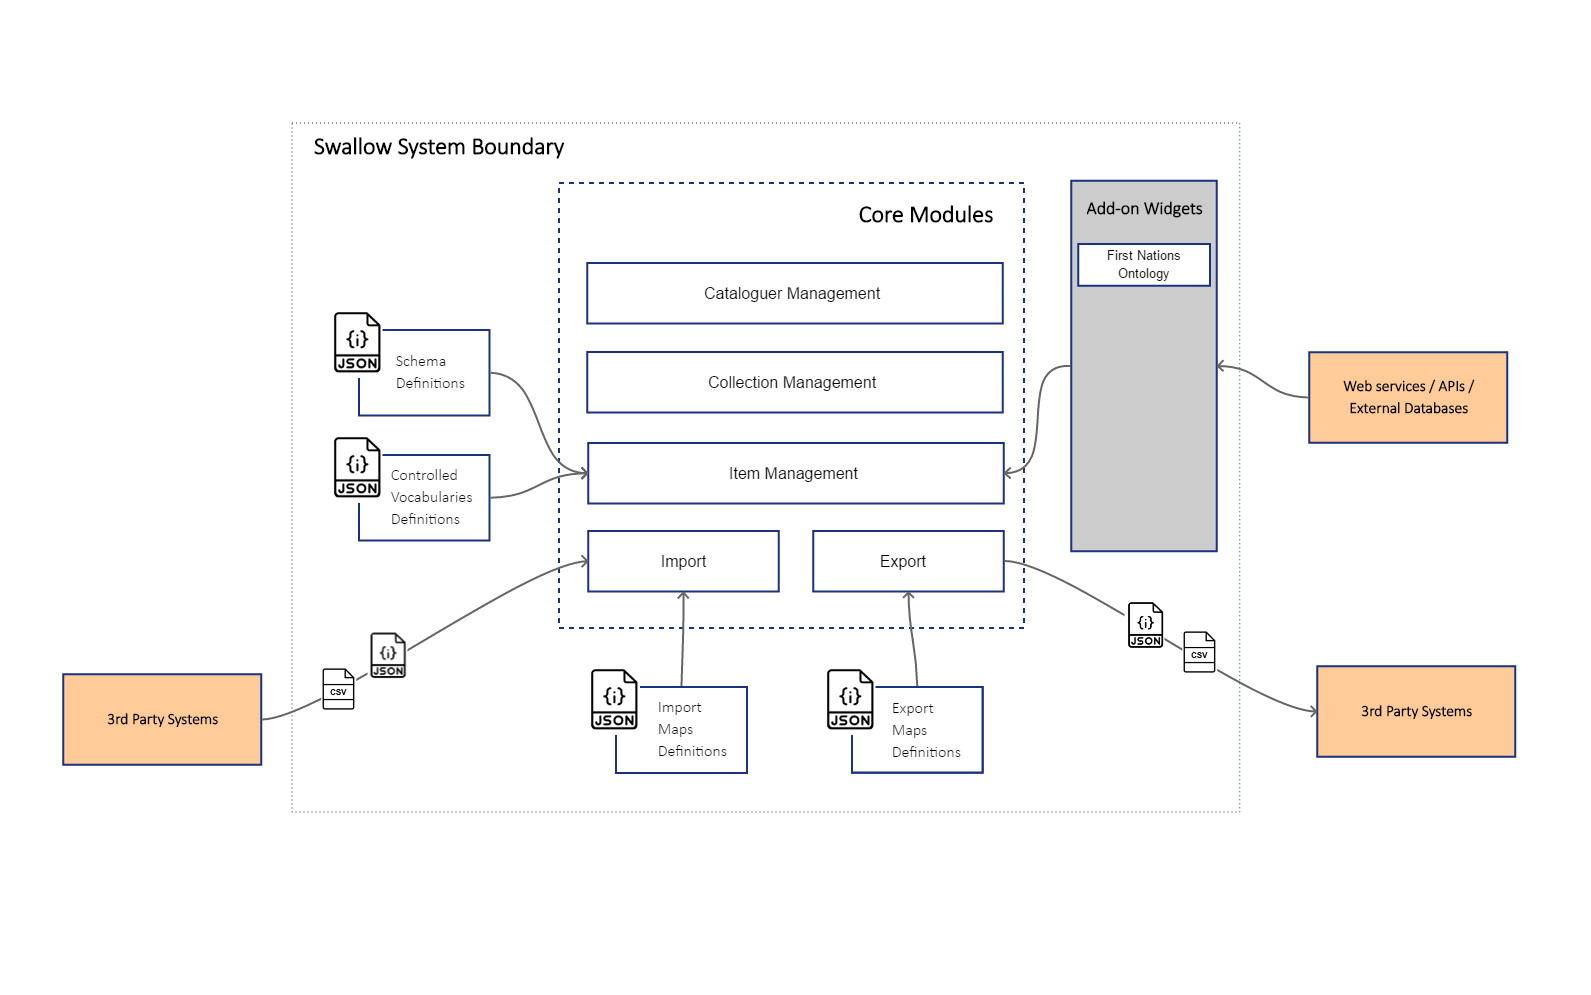 Swallow System Boundary
Core Modules
Add-on Widgets
First Nations
Ontology
Cataloguer Management
Collection Management
Item Management
Import
Export
{i}
JSON
Schema
Definitions
{i}
JSON
Controlled
Vocabularies
Definitions
Web services / APIs /
External Databases
3rd Party Systems
CSV
{i}
JSON
{i}
JSON
Import
Maps
Definitions
{i}
JSON
Export
Maps
Definitions
{i}
JSON
CSV
3rd Party Systems